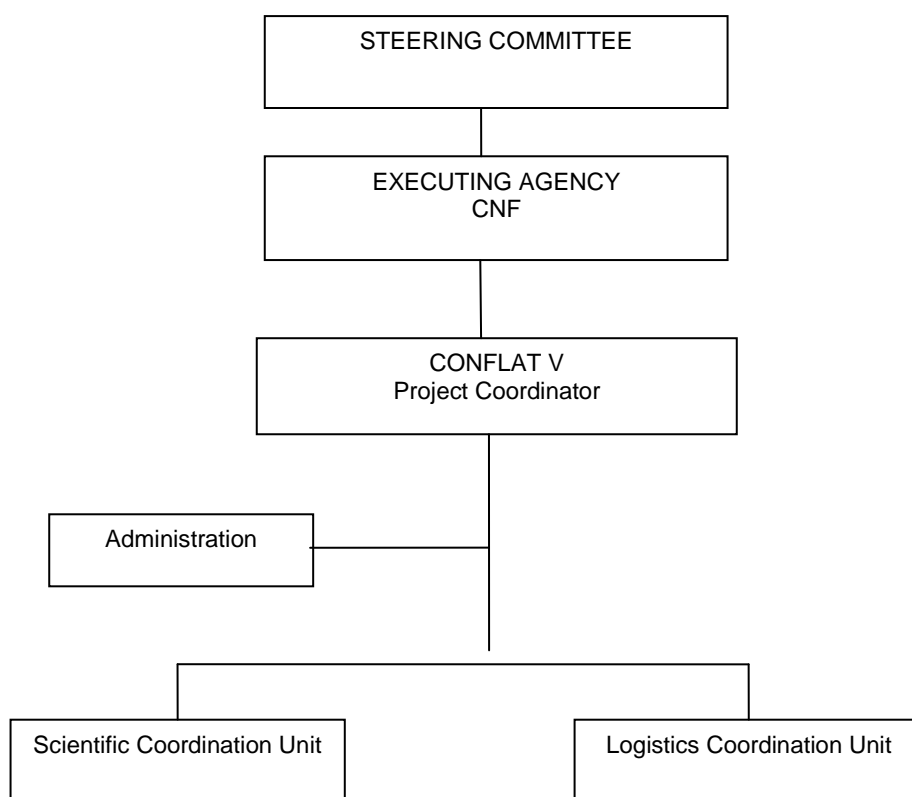 STEERING COMMITTEE
EXECUTING AGENCY
CNF
CONFLAT V
Project Coordinator
Administration
Scientific Coordination Unit
Logistics Coordination Unit